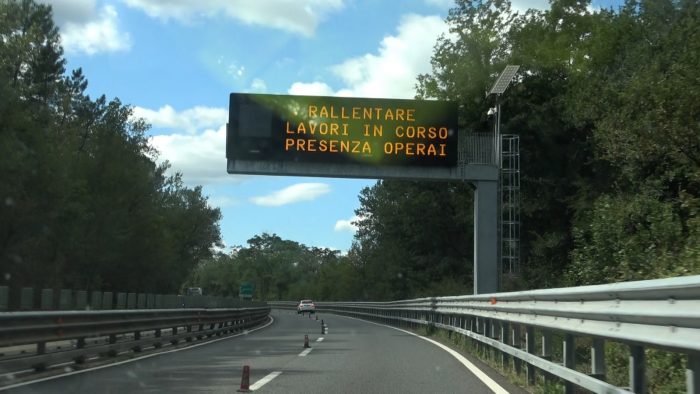 RALLENTARE
LAVORI IN CORSO
PRESENZA OPERAI